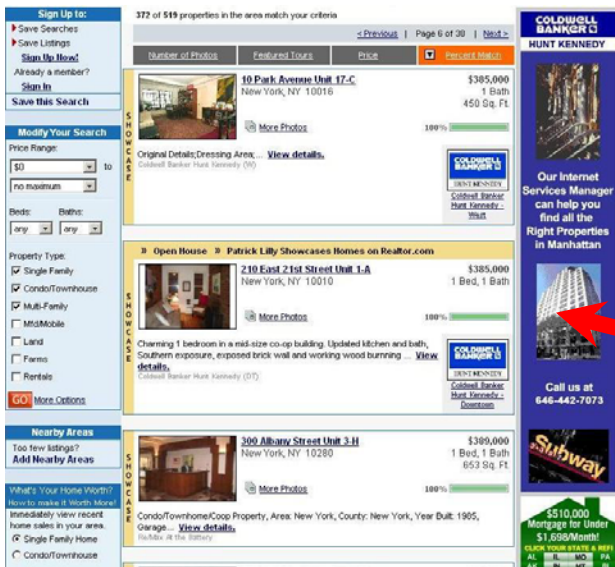 Sign Up to:
Save Searches
Save Listings
Sign Up Now!
Already a member?
Sign In
Save this Search
Modify Your Search
Price Range:
$0 to
no maximum
Beds: Baths:
any any
Property Type:
Single Family
Condo/Townhouse
Multi-Family
Mfd/Mobile
Land
Farms
Rentals
GO More Options
Nearby Areas
Too few listings?
Add Nearby Areas
What's Your Home Worth?
How to make it Worth More!
Immediately view recent
home sales in your area.
Single Family Home
Condo/Townhouse
372 of 519 properties in the area match your criteria
< Previous | Page 6 of 38 | Next >
Number of Photos Featured Tours Price Percent Match
SHOWCASE
10 Park Avenue Unit 17-C $385,000
New York, NY 10016 1 Bath
450 Sq. Ft.
More Photos 100%
Original Details;Dressing Area;... View details.
Coldwell Banker Hunt Kennedy (W)
COLDWELL
BANKER
HUNT KENNEDY
Coldwell Banker
Hunt Kennedy -
West
» Open House » Patrick Lilly Showcases Homes on Realtor.com
SHOWCASE
210 East 21st Street Unit 1-A $385,000
New York, NY 10010 1 Bed, 1 Bath
More Photos 100%
Charming 1 bedroom in a mid-size co-op building. Updated kitchen and bath,
Southern exposure, exposed brick wall and working wood burnning ... View
details.
Coldwell Banker Hunt Kennedy (DT)
COLDWELL
BANKER
HUNT KENNEDY
Coldwell Banker
Hunt Kennedy -
Downtown
SHOWCASE
300 Albany Street Unit 3-H $389,000
New York, NY 10280 1 Bed, 1 Bath
653 Sq. Ft.
More Photos 100%
Condo/Townhome/Coop Property, Area: New York, County: New York, Year Built: 1985,
Garage... View details.
Re/Max At the Battery
COLDWELL
BANKER
HUNT KENNEDY
Our Internet
Services Manager
can help you
find all the
Right Properties
in Manhattan
Call us at
646-442-7073
Subway
$510,000
Mortgage for Under
$1,698/Month!
CLICK YOUR STATE & REFI
AL IL MO PA